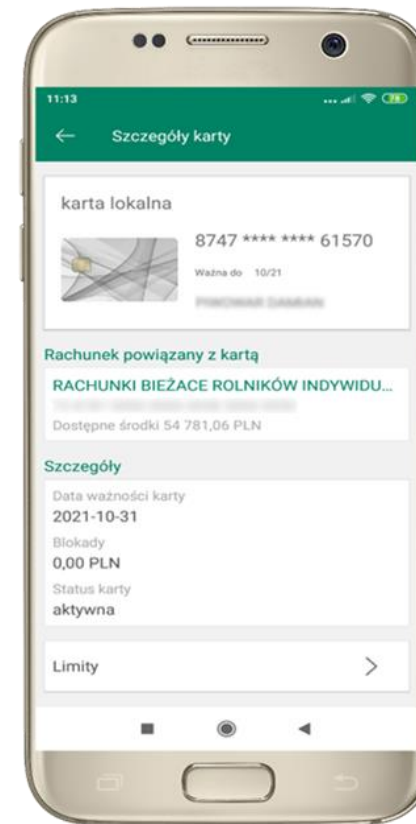 11:13
78
Szczegóły karty
karta lokalna
8747 **** **** 61570
Ważna do 10/21
Rachunek powiązany z kartą
RACHUNKI BIEŻACE ROLNIKÓW INDYWIDU...
Dostępne środki 54 781,06 PLN
Szczegóły
Data ważności karty
2021-10-31
Blokady
0,00 PLN
Status karty
aktywna
Limity